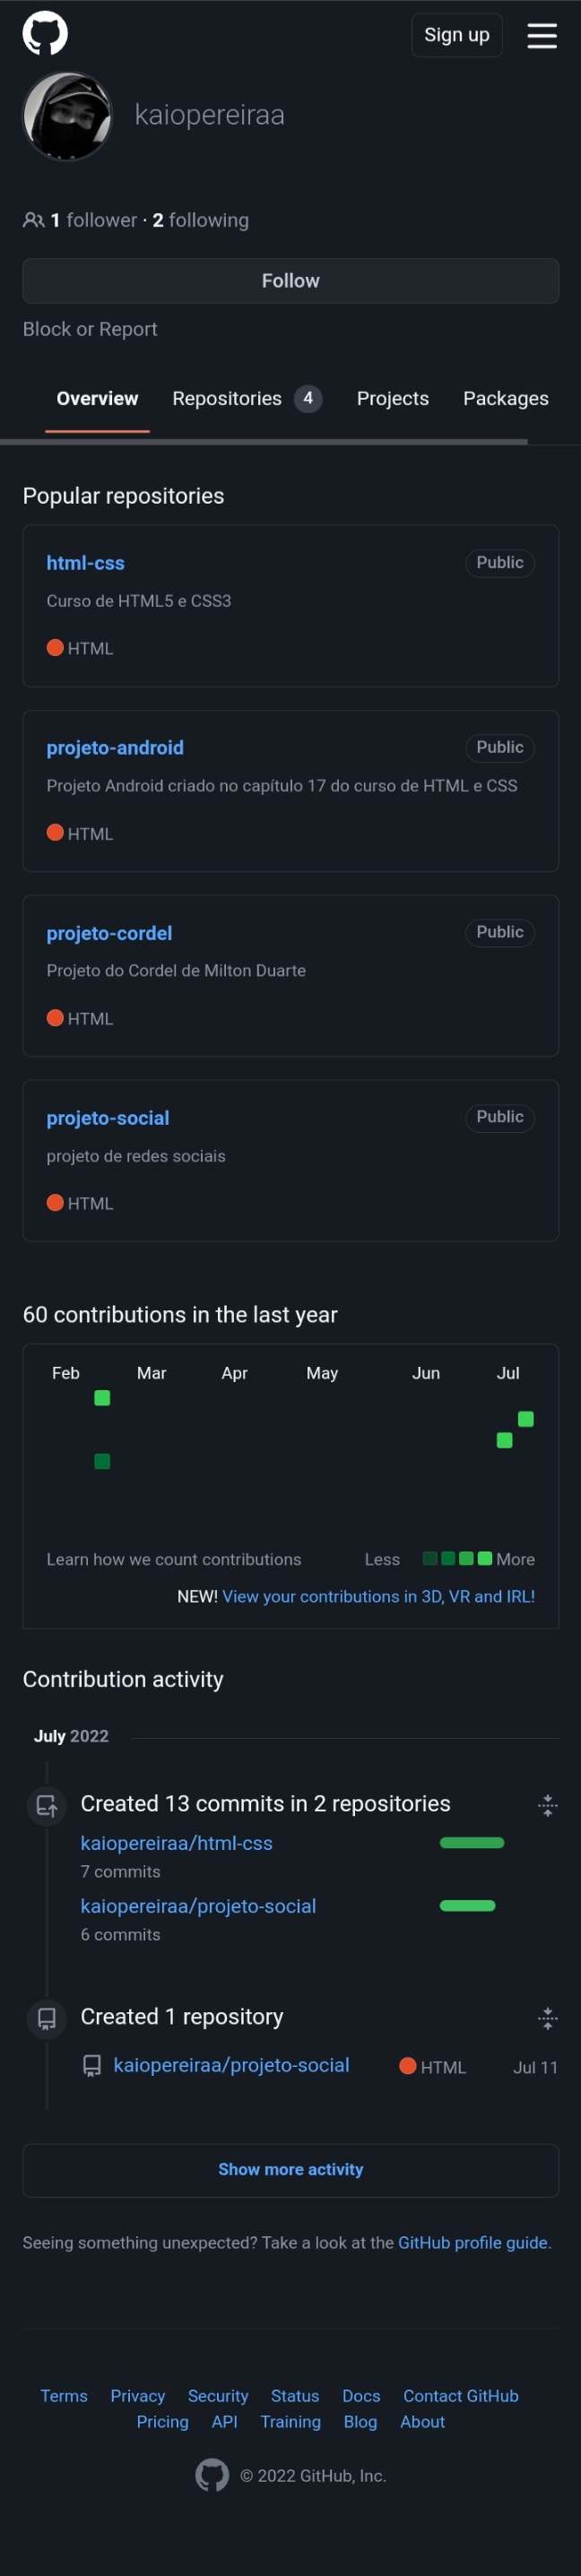 Sign up
kaiopereiraa
1 follower · 2 following
Follow
Block or Report
Overview Repositories 4 Projects Packages
Popular repositories
html-css Public
Curso de HTML5 e CSS3
HTML
projeto-android Public
Projeto Android criado no capítulo 17 do curso de HTML e CSS
HTML
projeto-cordel Public
Projeto do Cordel de Milton Duarte
HTML
projeto-social Public
projeto de redes sociais
HTML
60 contributions in the last year
Feb Mar Apr May Jun Jul
Learn how we count contributions Less More
NEW! View your contributions in 3D, VR and IRL!
Contribution activity
July 2022
Created 13 commits in 2 repositories
kaiopereiraa/html-css
7 commits
kaiopereiraa/projeto-social
6 commits
Created 1 repository
kaiopereiraa/projeto-social HTML Jul 11
Show more activity
Seeing something unexpected? Take a look at the GitHub profile guide.
Terms Privacy Security Status Docs Contact GitHub
Pricing API Training Blog About
© 2022 GitHub, Inc.